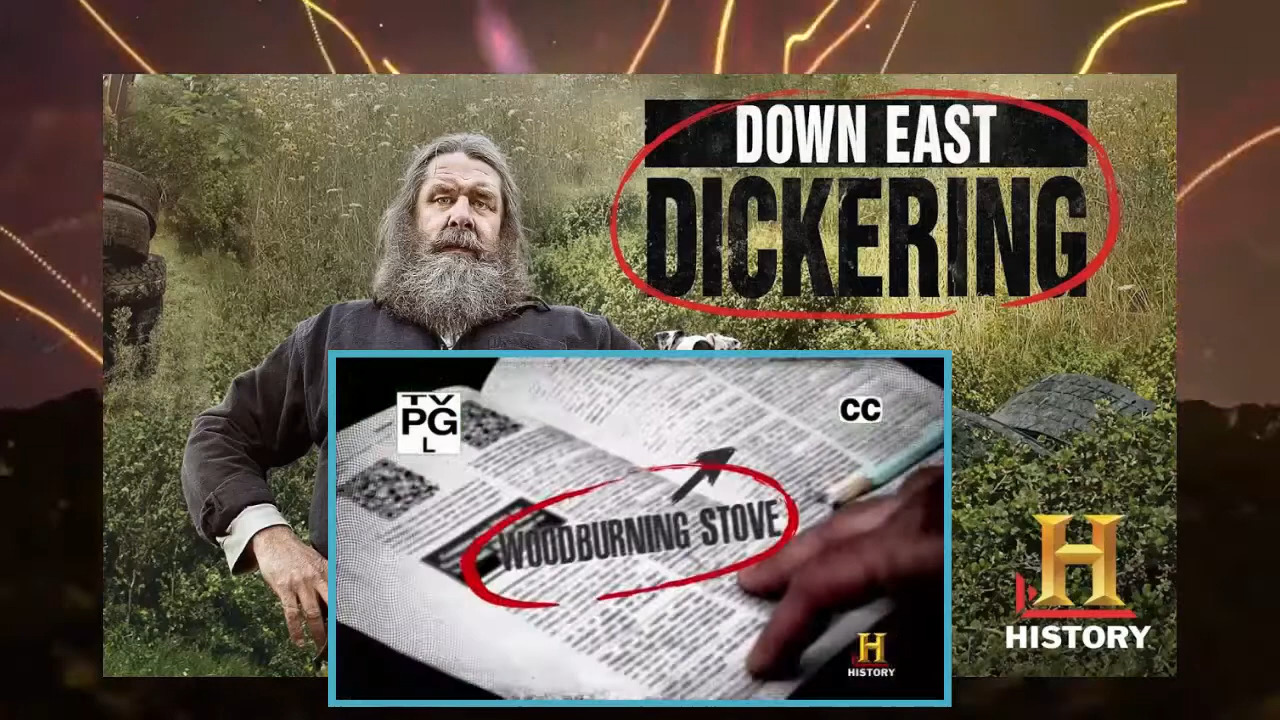 DOWN EAST
DICKERING
TV
PG
L
CC
WOODBURNING STOVE
H
HISTORY
H
HISTORY